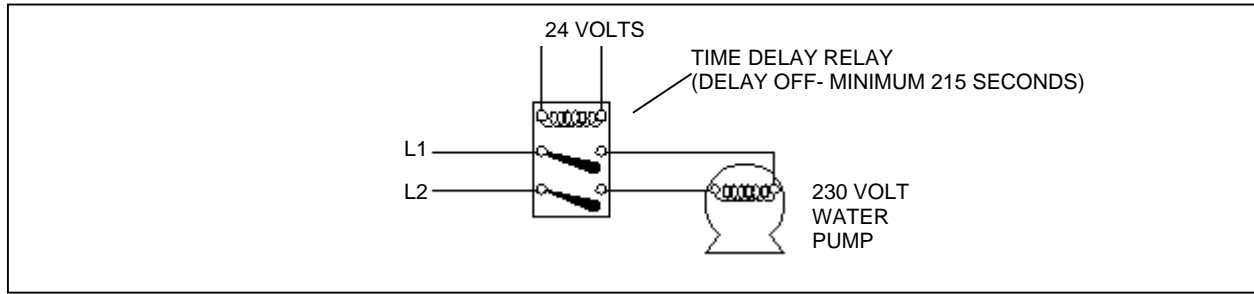 24 VOLTS
TIME DELAY RELAY
(DELAY OFF- MINIMUM 215 SECONDS)
L1
L2
230 VOLT
WATER
PUMP